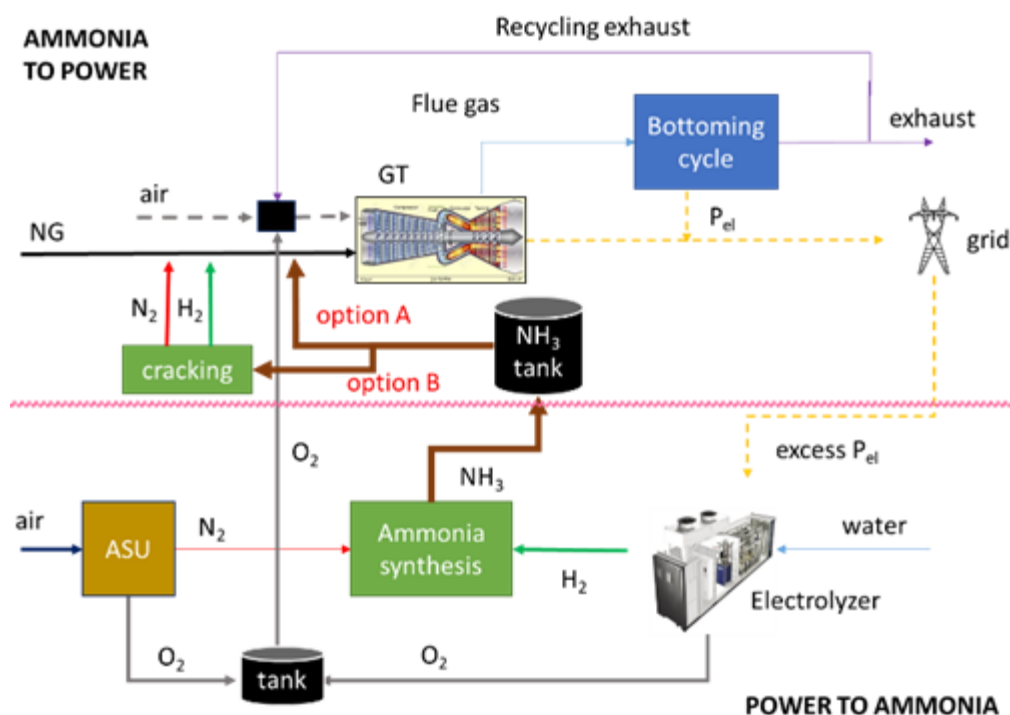 AMMONIA
TO POWER
Recycling exhaust
Flue gas
Bottoming
cycle
exhaust
GT
air
NG
P_el
grid
N₂
H₂
option A
NH₃
tank
cracking
option B
O₂
excess P_el
NH₃
air
ASU
N₂
Ammonia
synthesis
water
H₂
Electrolyzer
O₂
O₂
tank
POWER TO AMMONIA